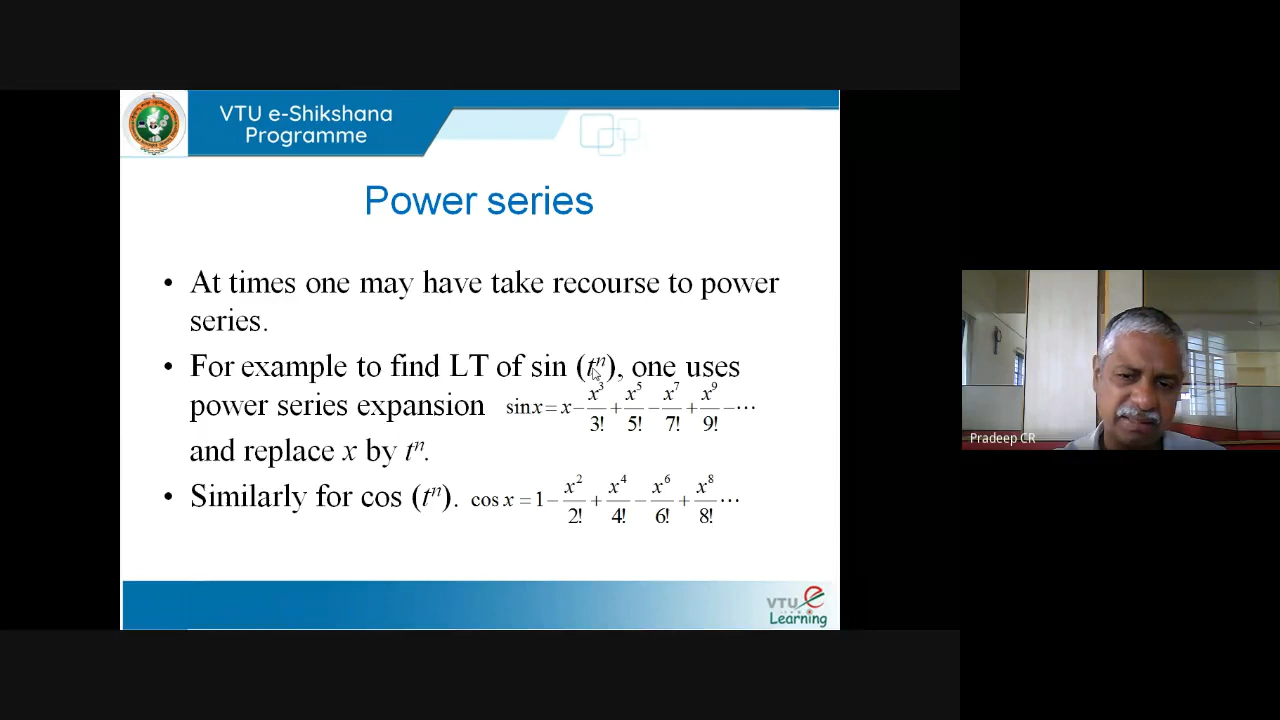 VTU e-Shikshana
Programme
Power series
• At times one may have take recourse to power
series.
• For example to find LT of sin (tⁿ), one uses
power series expansion sin x = x − x³/3! + x⁵/5! − x⁷/7! + x⁹/9! − ⋯
and replace x by tⁿ.
• Similarly for cos (tⁿ). cos x = 1 − x²/2! + x⁴/4! − x⁶/6! + x⁸/8! ⋯
VTU e
Learning
Pradeep CR